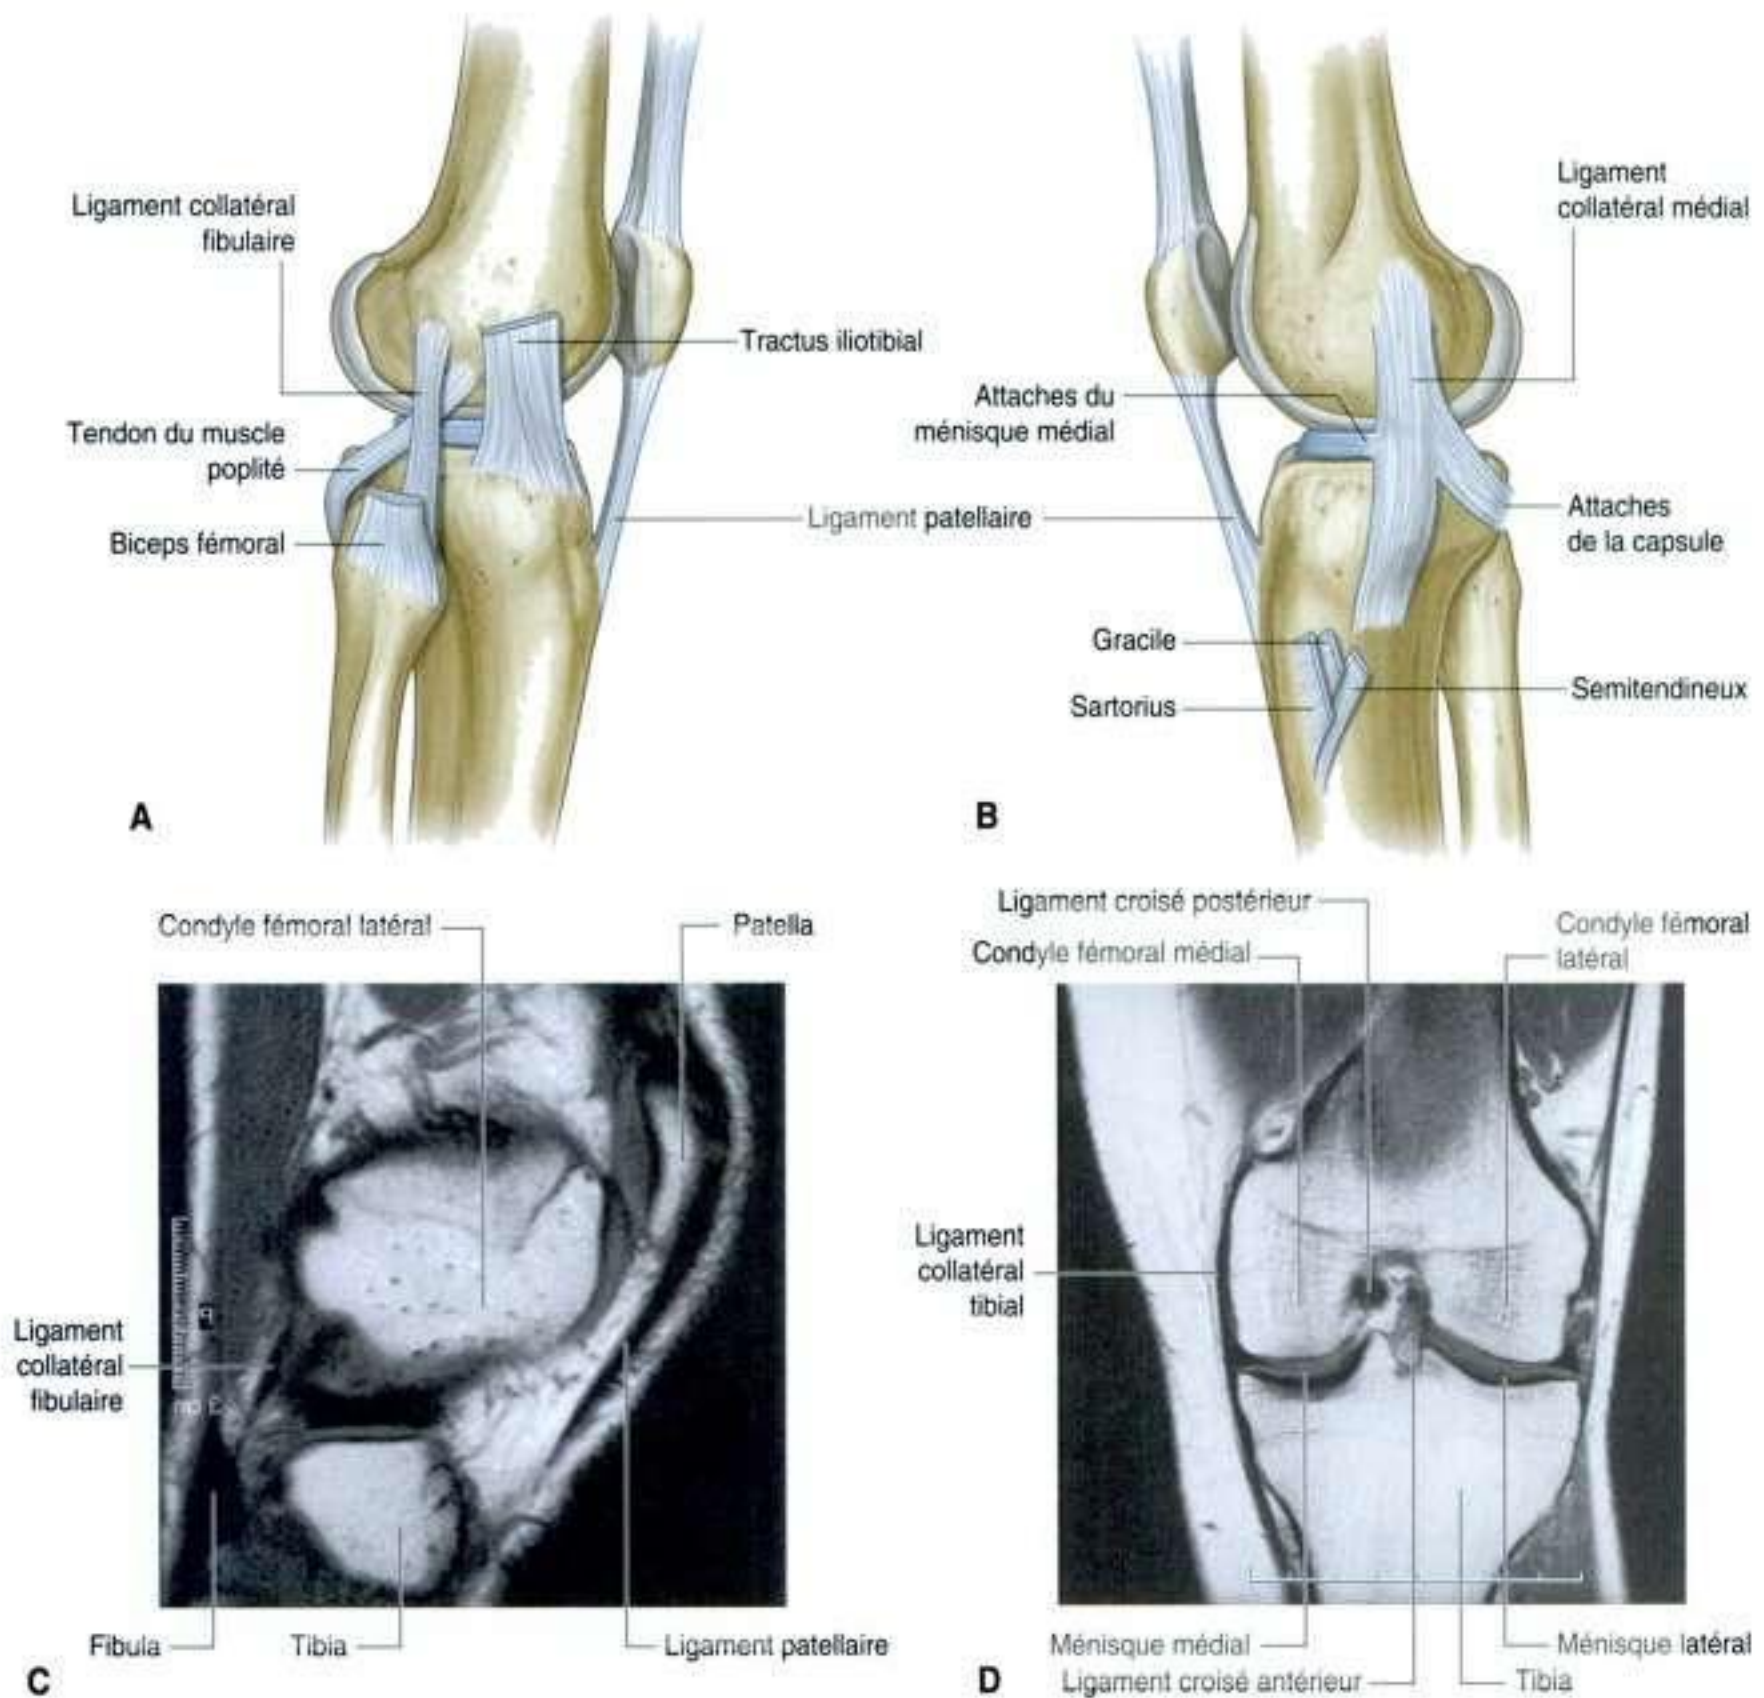 Ligament collatéral
fibulaire
Tractus iliotibial
Tendon du muscle
poplité
Biceps fémoral
Ligament patellaire
A
Ligament
collatéral médial
Attaches du
ménisque médial
Attaches
de la capsule
Gracile
Sartorius
Semitendineux
B
Condyle fémoral latéral
Patella
Ligament
collatéral
fibulaire
Fibula
Tibia
Ligament patellaire
C
Ligament croisé postérieur
Condyle fémoral médial
Condyle fémoral
latéral
Ligament
collatéral
tibial
Ménisque médial
Ligament croisé antérieur
Ménisque latéral
Tibia
D